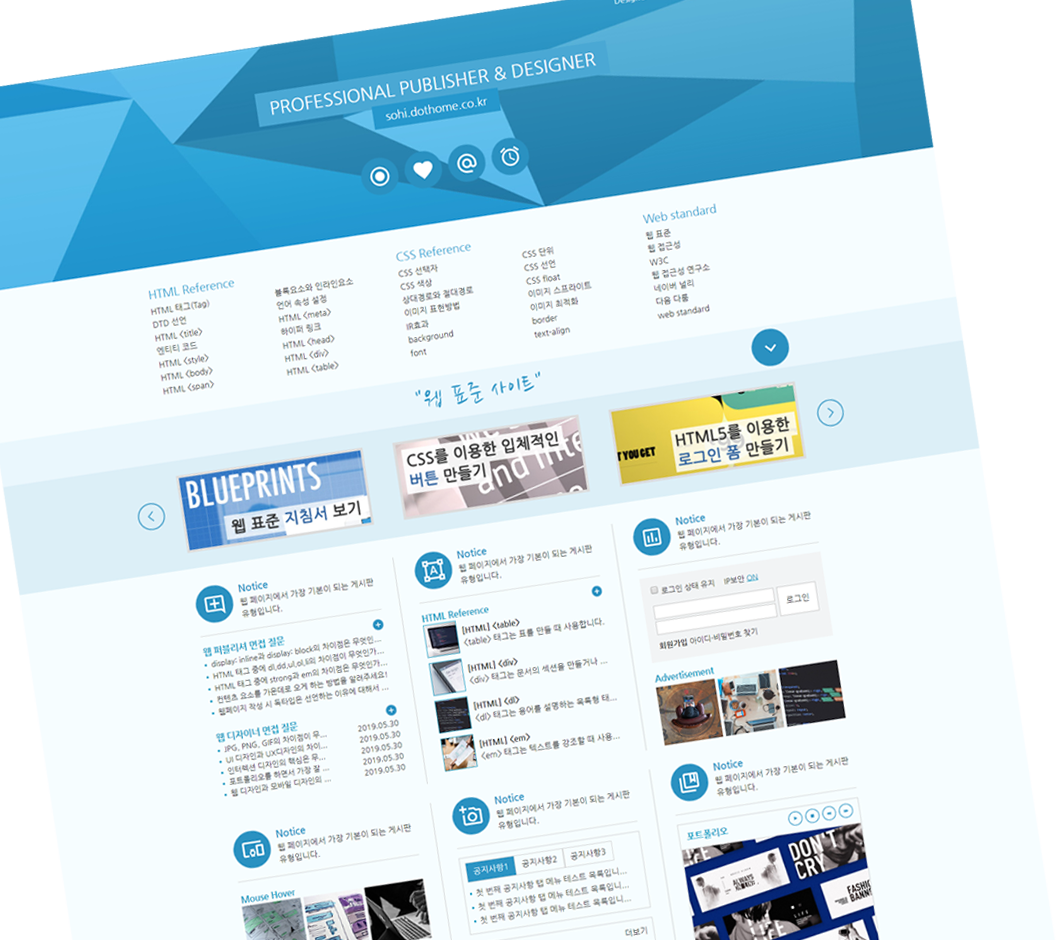 PROFESSIONAL PUBLISHER & DESIGNER
sohi.dothome.co.kr
HTML Reference
HTML 태그(Tag)
DTD 선언
HTML <title>
엔티티 코드
HTML <style>
HTML <body>
HTML <span>
블록요소와 인라인요소
언어 속성 설정
HTML <meta>
하이퍼 링크
HTML <head>
HTML <div>
HTML <table>
CSS Reference
CSS 선택자
CSS 색상
상대경로와 절대경로
이미지 표현방법
IR효과
background
font
CSS 단위
CSS 선언
CSS float
이미지 스프라이트
이미지 최적화
border
text-align
Web standard
웹 표준
웹 접근성
W3C
웹 접근성 연구소
네이버 널리
다음 다룸
web standard
"웹 표준 사이트"
BLUEPRINTS
웹 표준 지침서 보기
CSS를 이용한 입체적인
버튼 만들기
T YOU GET
HTML5를 이용한
로그인 폼 만들기
Notice
웹 페이지에서 가장 기본이 되는 게시판
유형입니다.
웹 퍼블리셔 면접 질문
display: inline과 display: block의 차이점은 무엇인...
HTML 태그 중에 dl,dd,ul,ol,li의 차이점이 무엇인가...
HTML 태그 중에 strong과 em의 차이점은 무엇인가...
컨텐츠 요소를 가운데로 오게 하는 방법을 알려주세요!
웹페이지 작성 시 독타입은 선언하는 이유에 대해서 ...
웹 디자이너 면접 질문
JPG, PNG, GIF의 차이점이 무...
2019.05.30
UI 디자인과 UX디자인의 차이...
2019.05.30
인터렉션 디자인의 핵심은 무...
2019.05.30
포트폴리오를 하면서 가장 잘 ...
2019.05.30
웹 디자인과 모바일 디자인의 ...
Notice
웹 페이지에서 가장 기본이 되는 게시판
유형입니다.
HTML Reference
[HTML] <table>
<table> 태그는 표를 만들 때 사용합니다.
[HTML] <div>
<div> 태그는 문서의 섹션을 만들거나 ...
[HTML] <dl>
<dl> 태그는 용어를 설명하는 목록형 태...
[HTML] <em>
<em> 태그는 텍스트를 강조할 때 사용...
Notice
웹 페이지에서 가장 기본이 되는 게시판
유형입니다.
로그인 상태 유지
IP보안 ON
로그인
회원가입 아이디·비밀번호 찾기
Advertisement
Notice
웹 페이지에서 가장 기본이 되는 게시판
유형입니다.
Mouse Hover
Notice
웹 페이지에서 가장 기본이 되는 게시판
유형입니다.
공지사항1
공지사항2
공지사항3
첫 번째 공지사항 탭 메뉴 테스트 목록입니...
첫 번째 공지사항 탭 메뉴 테스트 목록입니...
첫 번째 공지사항 탭 메뉴 테스트 목록입니...
더보기
Notice
웹 페이지에서 가장 기본이 되는 게시판
유형입니다.
포트폴리오
LIFE
DON'T
CRY
ALWAYS
LIFE
FASHI
BANN